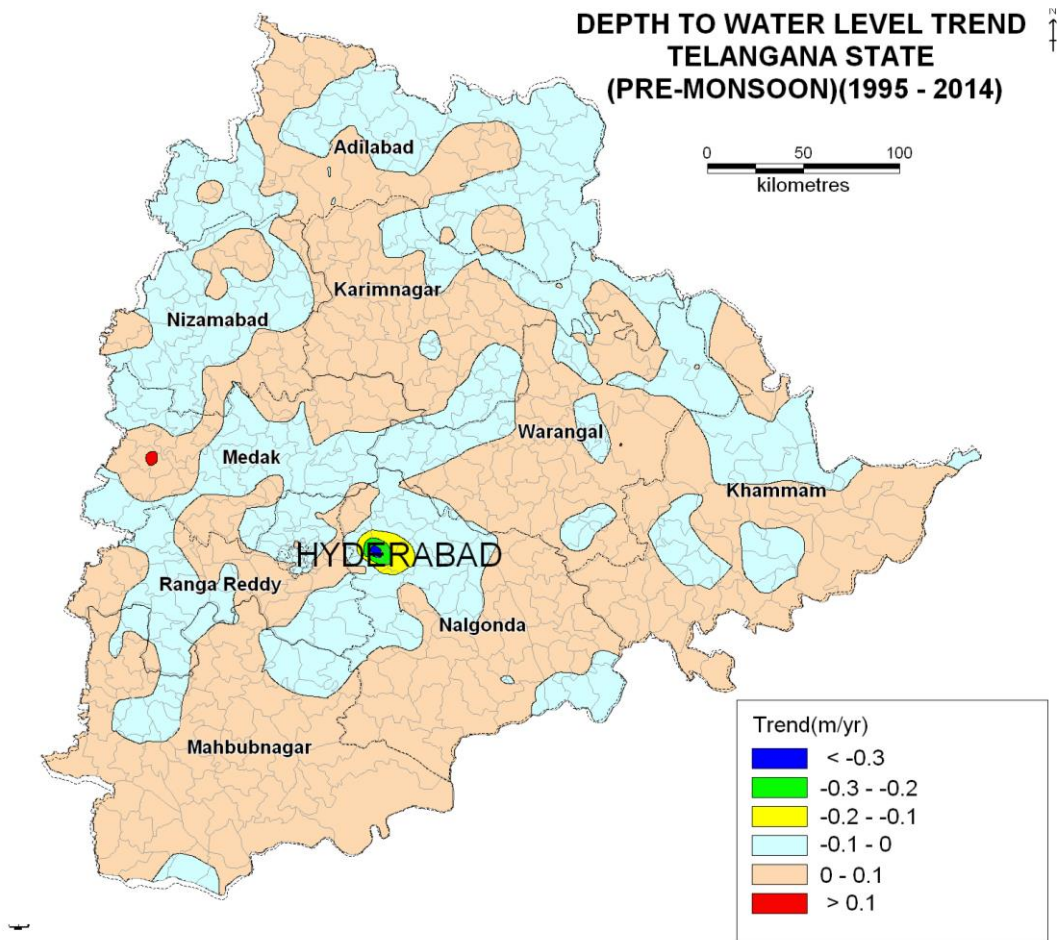 DEPTH TO WATER LEVEL TREND
TELANGANA STATE
(PRE-MONSOON)(1995 - 2014)
N
0 50 100
kilometres
Adilabad
Karimnagar
Nizamabad
Warangal
Medak
Khammam
HYDERABAD
Ranga Reddy
Nalgonda
Mahbubnagar
Trend(m/yr)
< -0.3
-0.3 - -0.2
-0.2 - -0.1
-0.1 - 0
0 - 0.1
> 0.1